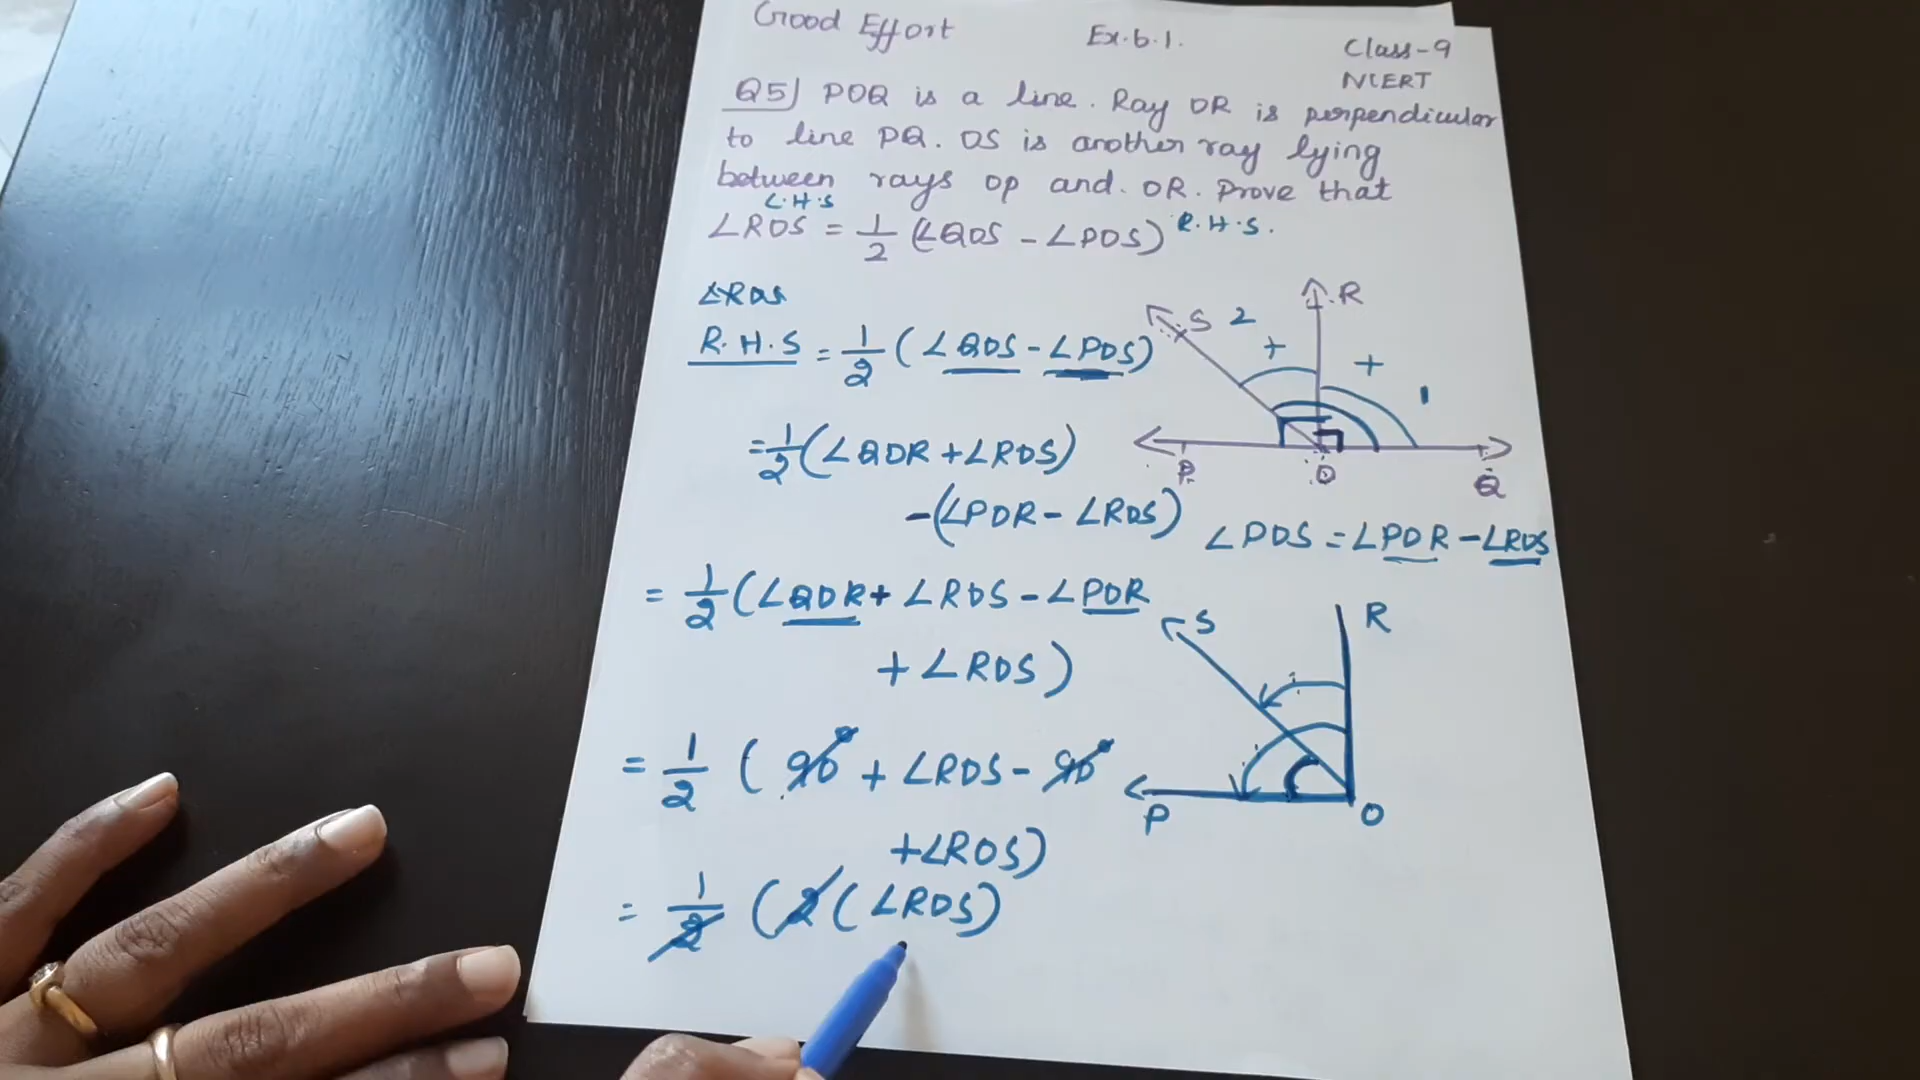 Good Effort
Ex.6.1.
Class-9
NCERT
Q5) POQ is a line. Ray OR is perpendicular
to line PQ. OS is another ray lying
between rays op and. OR. Prove that
L.H.S
∠ROS = 1/2 (∠QOS - ∠POS) R.H.S.
∠ROS
R.H.S = 1/2 (∠QOS - ∠POS)
= 1/2 (∠QOR + ∠ROS)
-(∠POR - ∠ROS)
= 1/2 (∠QOR + ∠ROS - ∠POR
+ ∠ROS)
= 1/2 ( 90° + ∠ROS - 90°
+∠ROS)
= 1/2 (2(∠ROS)
R
S 2
+ +
1
P O Q
∠POS = ∠POR - ∠ROS
S R
P O